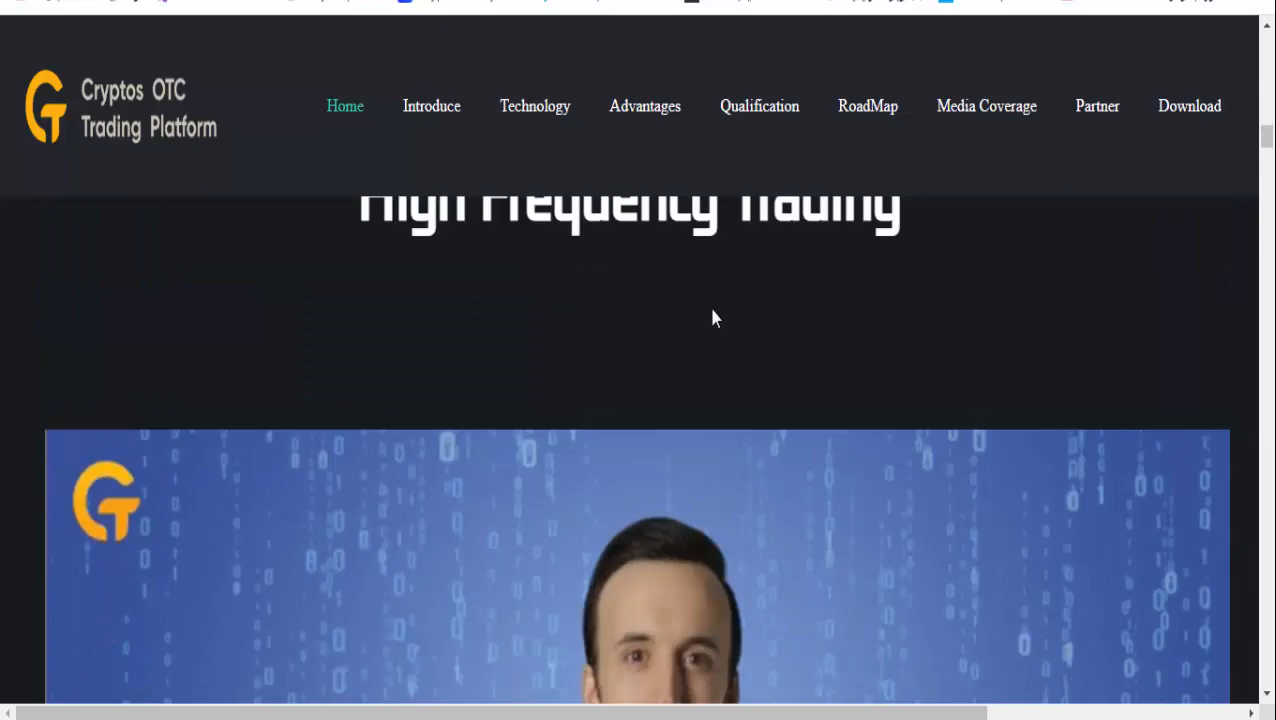 Cryptos OTC
Trading Platform
Home Introduce Technology Advantages Qualification RoadMap Media Coverage Partner Download
High Frequency Trading